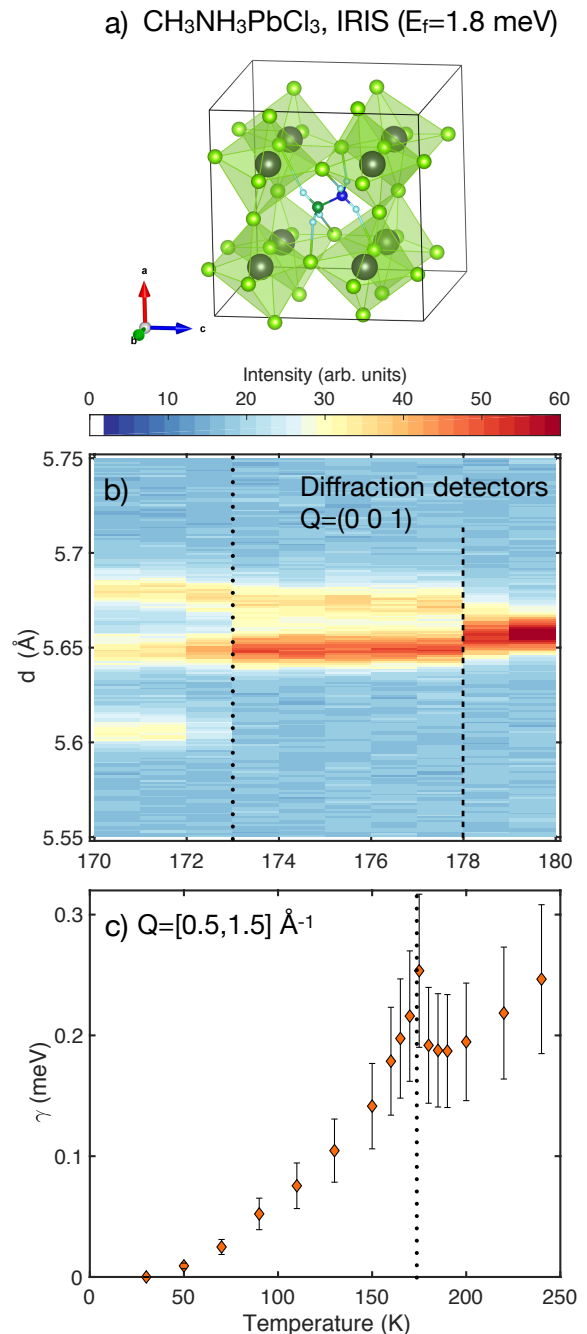 a) CH₃NH₃PbCl₃, IRIS (E_f=1.8 meV)
a
b
c
Intensity (arb. units)
0 10 20 30 40 50 60
b)
Diffraction detectors
Q=(0 0 1)
d (Å)
5.75
5.7
5.65
5.6
5.55
170 172 174 176 178 180
c) Q=[0.5,1.5] Å⁻¹
γ (meV)
0.3
0.2
0.1
0
0 50 100 150 200 250
Temperature (K)